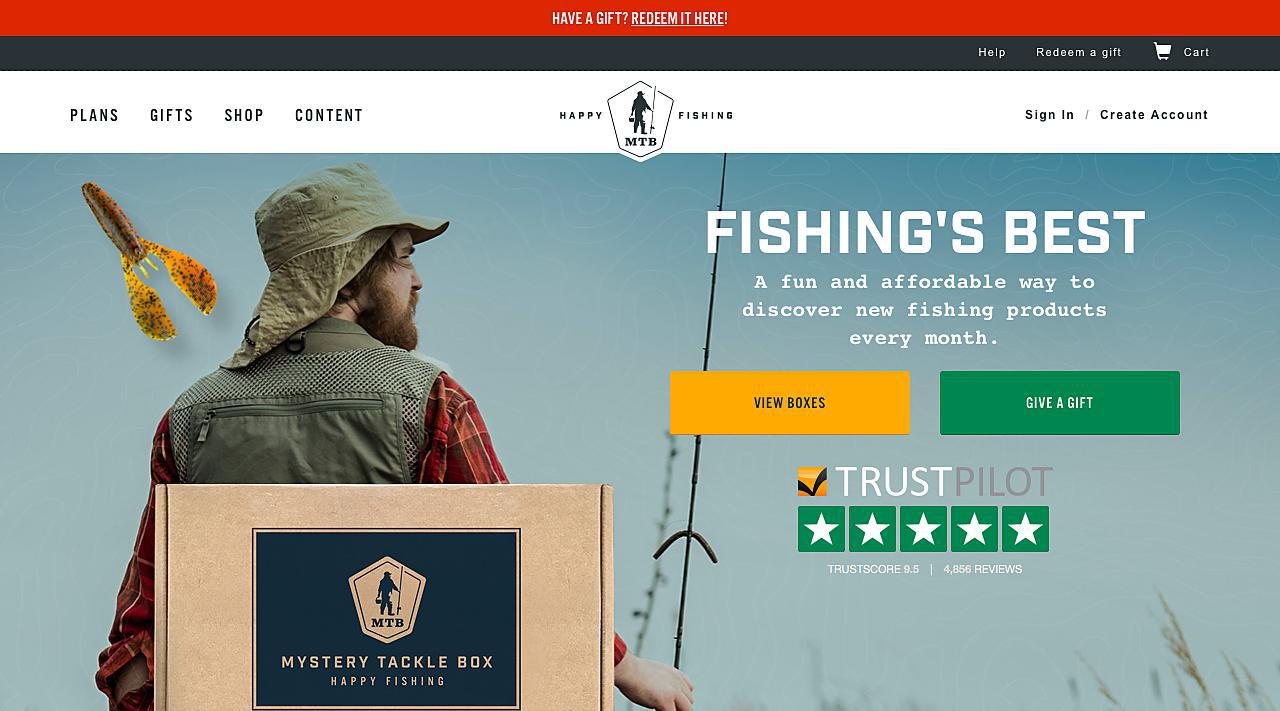 HAVE A GIFT? REDEEM IT HERE!
Help Redeem a gift Cart
PLANS GIFTS SHOP CONTENT
HAPPY FISHING
MTB
Sign In / Create Account
FISHING'S BEST
A fun and affordable way to
discover new fishing products
every month.
VIEW BOXES GIVE A GIFT
TRUSTPILOT
TRUSTSCORE 9.5 | 4,856 REVIEWS
MTB
MYSTERY TACKLE BOX
HAPPY FISHING